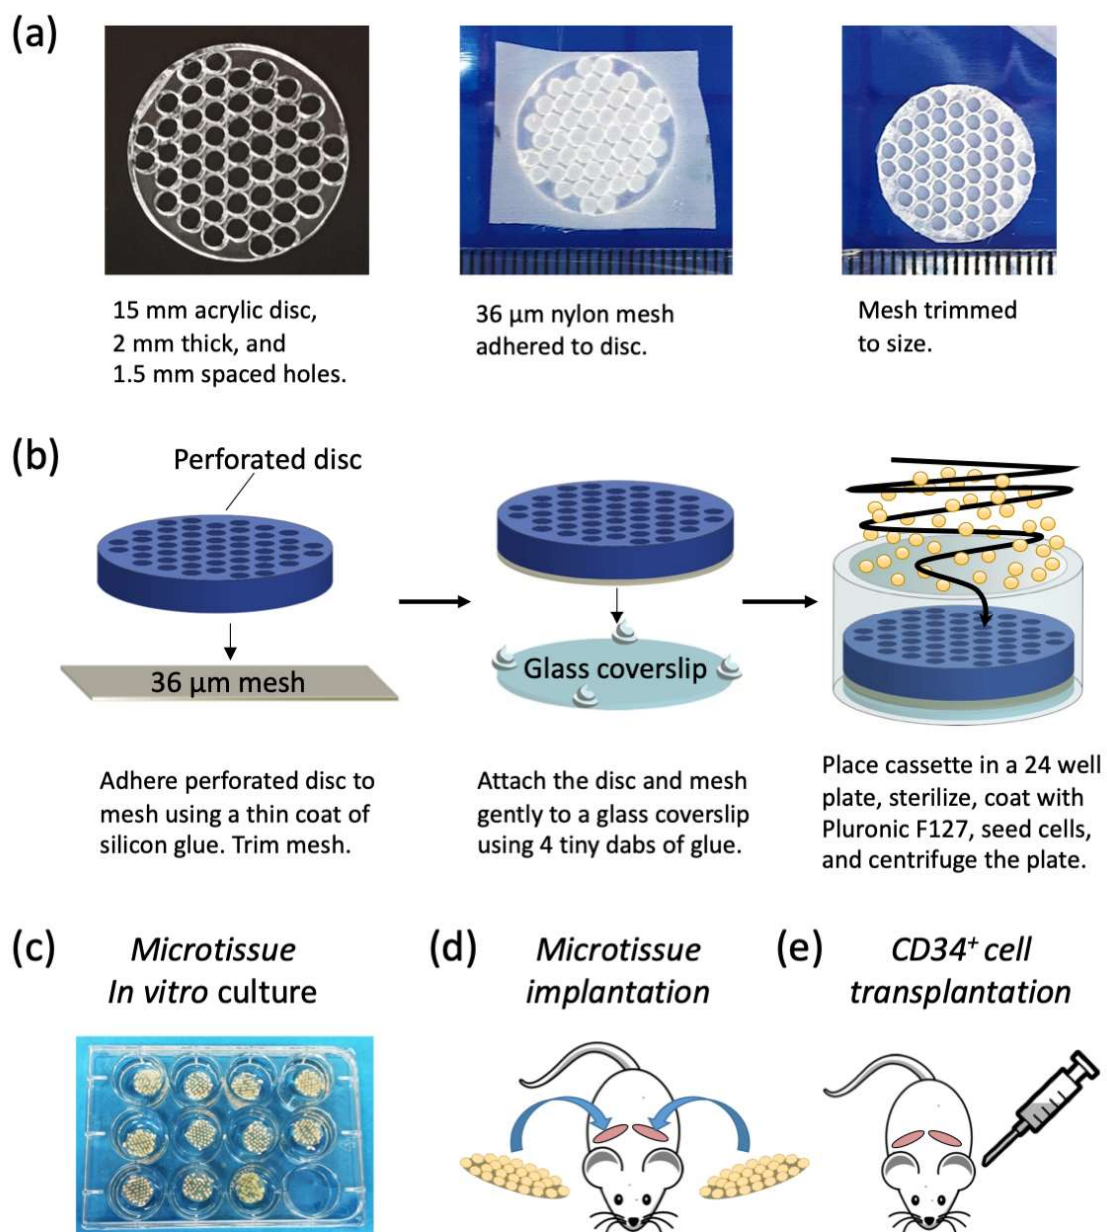 (a)
15 mm acrylic disc,
2 mm thick, and
1.5 mm spaced holes.
36 µm nylon mesh
adhered to disc.
Mesh trimmed
to size.
(b)
Perforated disc
36 µm mesh
Glass coverslip
Adhere perforated disc to
mesh using a thin coat of
silicon glue. Trim mesh.
Attach the disc and mesh
gently to a glass coverslip
using 4 tiny dabs of glue.
Place cassette in a 24 well
plate, sterilize, coat with
Pluronic F127, seed cells,
and centrifuge the plate.
(c)
Microtissue
In vitro culture
(d)
Microtissue
implantation
(e)
CD34⁺ cell
transplantation